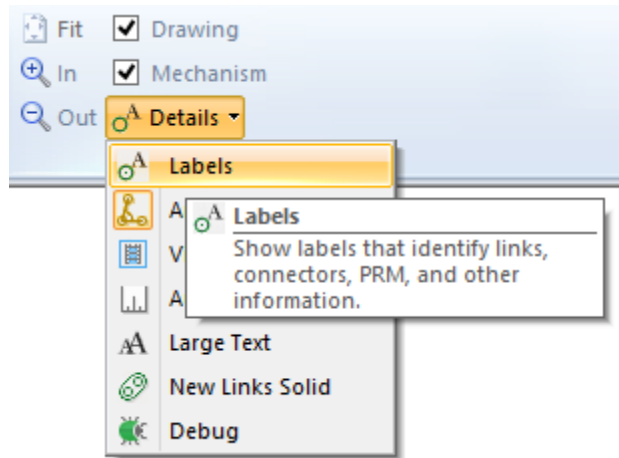 Fit Drawing
In Mechanism
Out A Details
A Labels
A A Labels
V Show labels that identify links,
connectors, PRM, and other
A information.
AA Large Text
New Links Solid
Debug